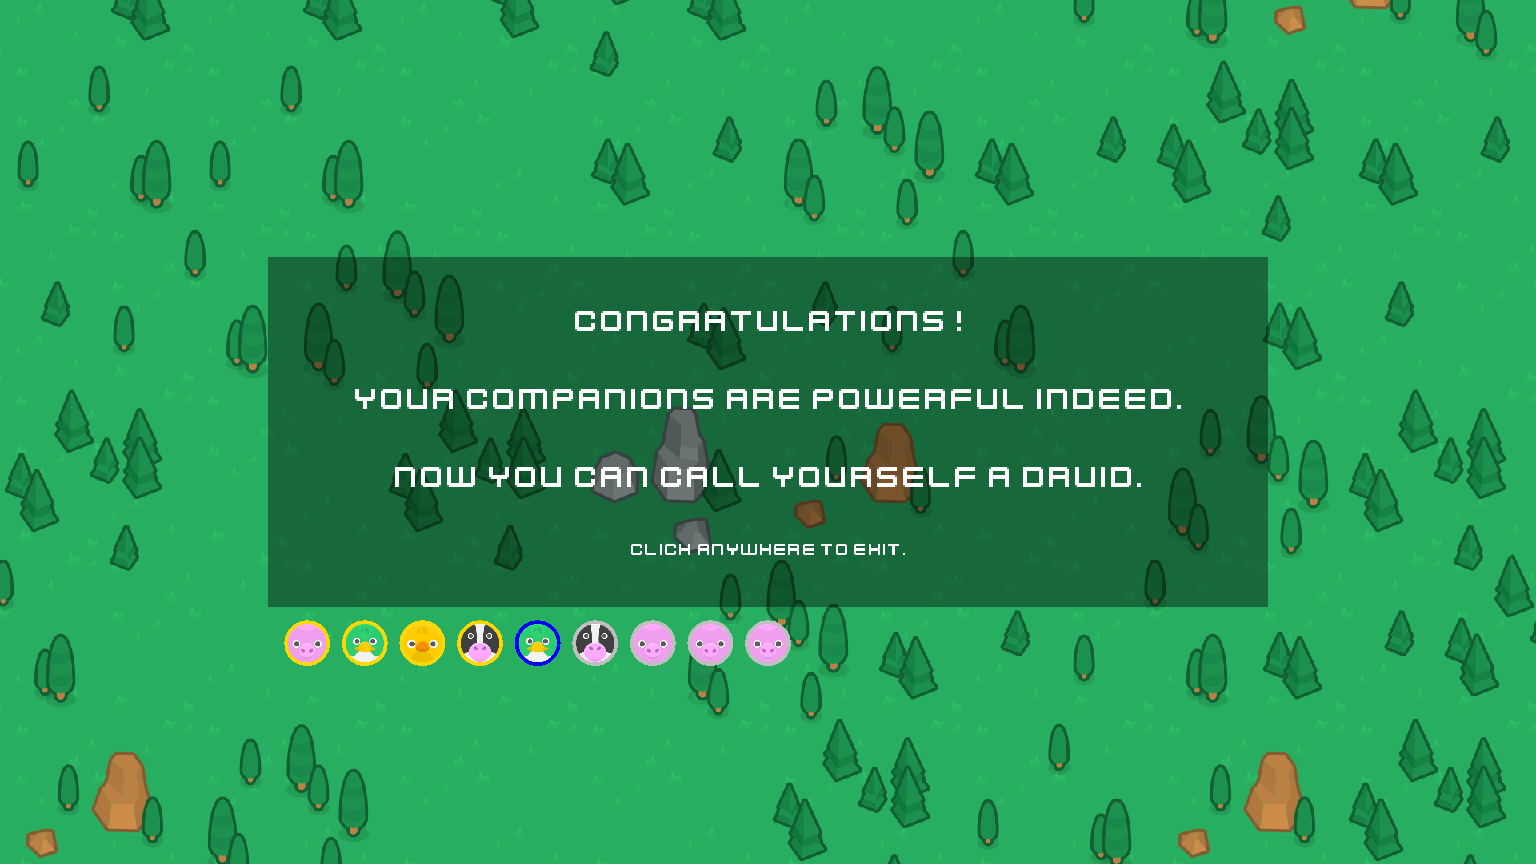 CONGRATULATIONS !
YOUR COMPANIONS ARE POWERFUL INDEED.
NOW YOU CAN CALL YOURSELF A DRUID.
CLICK ANYWHERE TO EXIT.